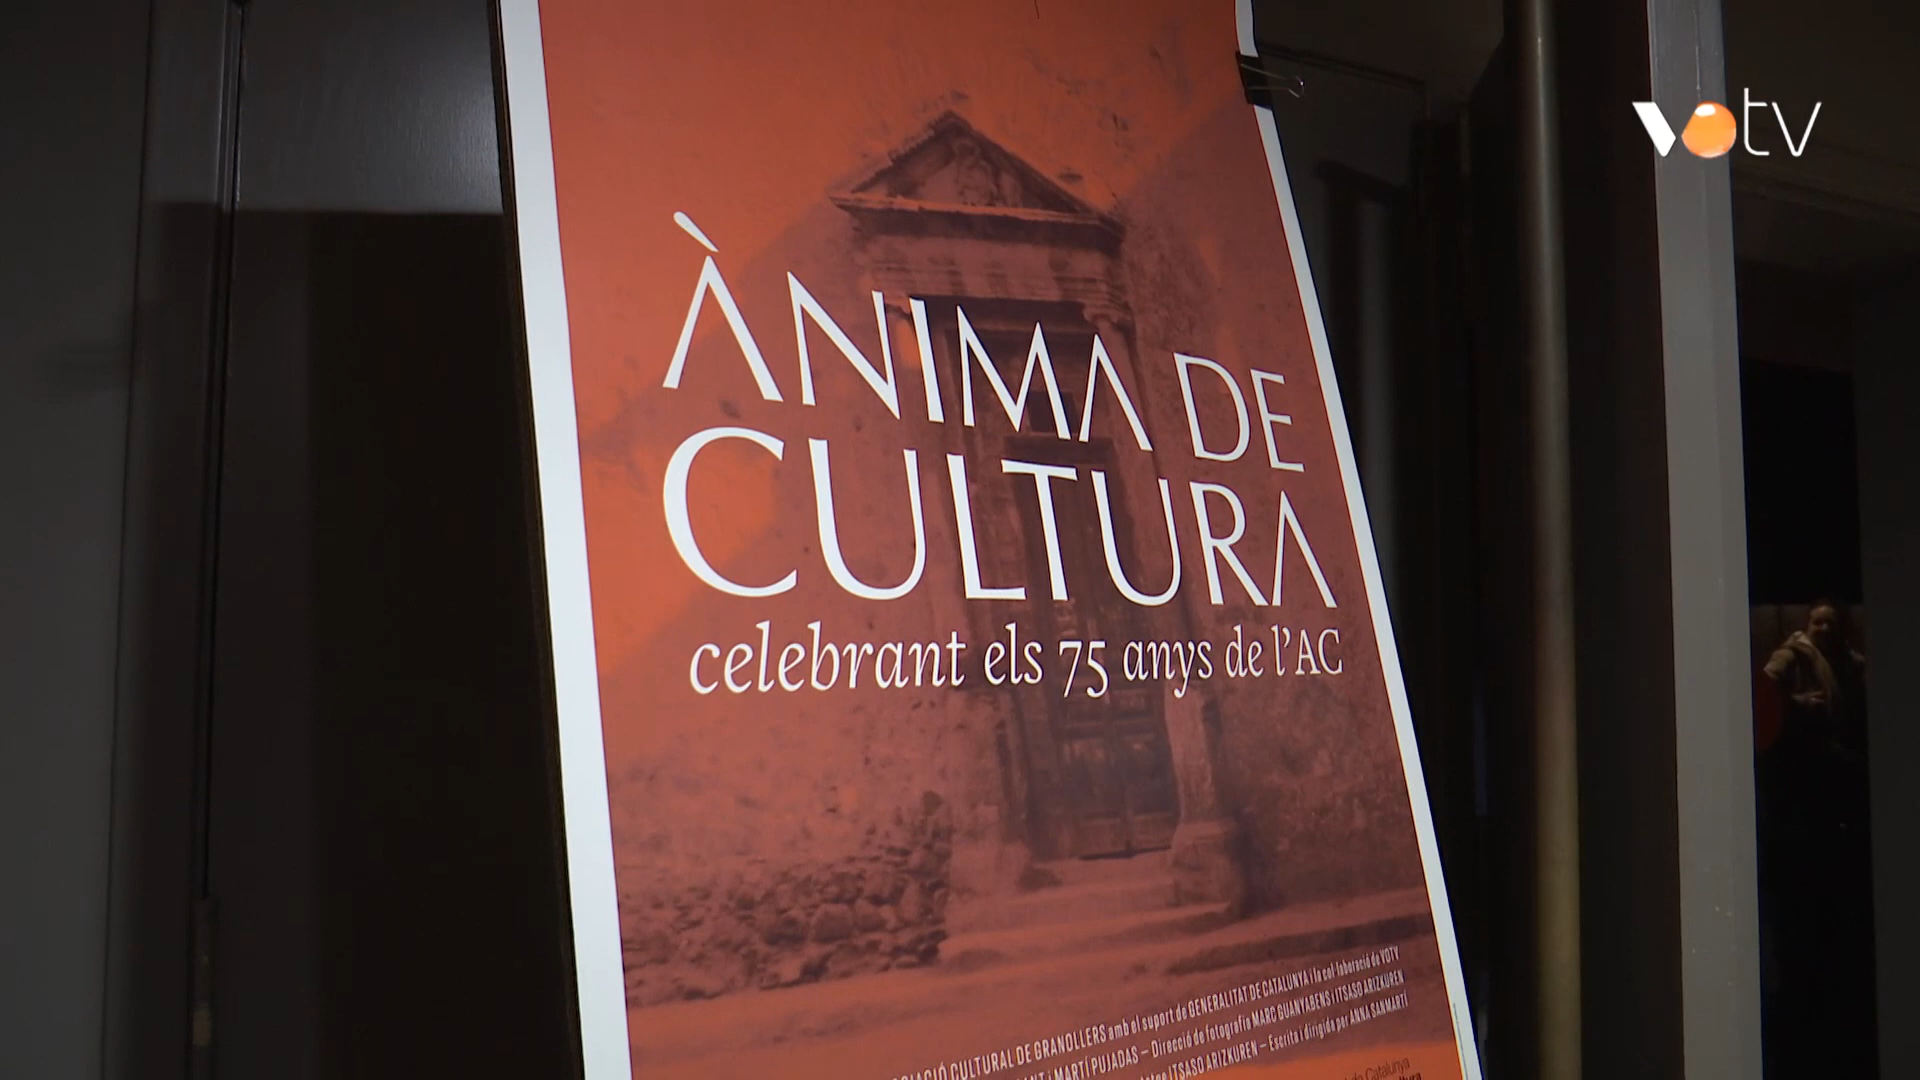 votv
ÀNIMA DE
CULTURA
celebrant els 75 anys de l'AC
CULTURAL DE GRANOLLERS amb el suport de GENERALITAT DE CATALUNYA i la col·laboració de VOTV
i MARTÍ PUJADAS – Direcció de fotografia MARC GUANYABENS i ITSASO ARIZKUREN
ITSASO ARIZKUREN – Escrita i dirigida per ANNA SANMARTÍ
de Catalunya